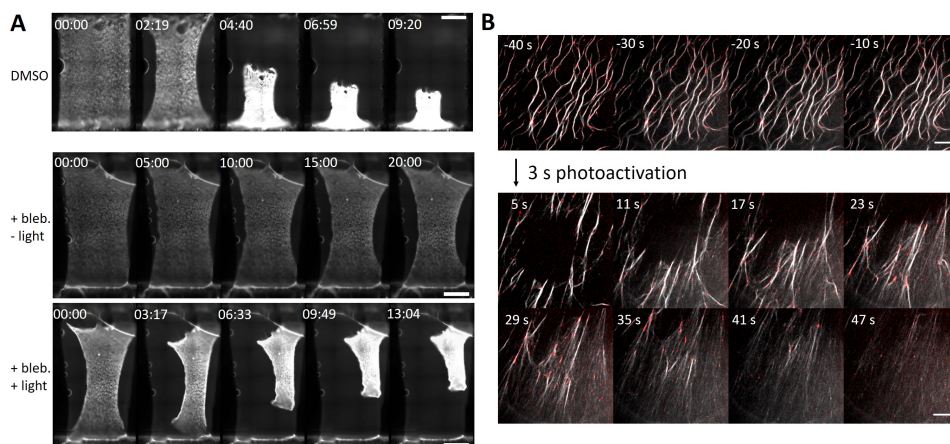 A
B
DMSO
00:00 02:19 04:40 06:59 09:20
+ bleb.
- light
00:00 05:00 10:00 15:00 20:00
+ bleb.
+ light
00:00 03:17 06:33 09:49 13:04
-40 s -30 s -20 s -10 s
3 s photoactivation
5 s 11 s 17 s 23 s
29 s 35 s 41 s 47 s